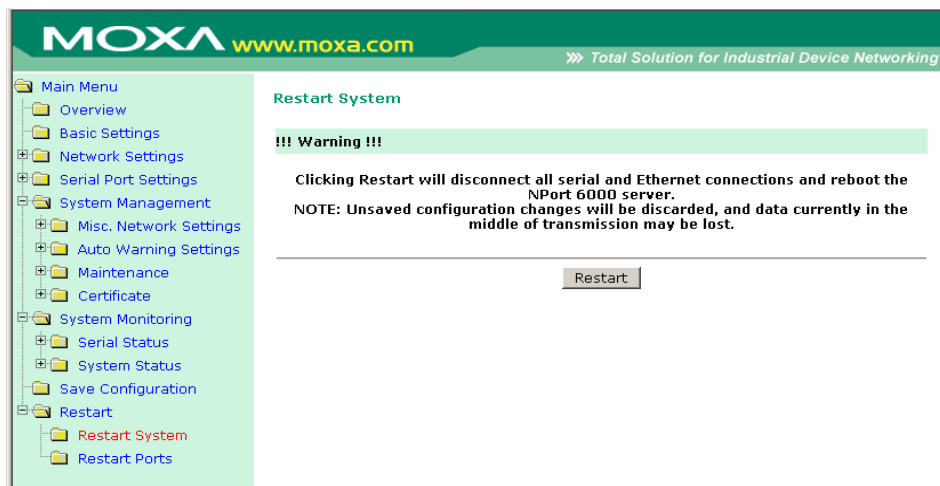 MOXA www.moxa.com
Total Solution for Industrial Device Networking
Main Menu
Overview
Basic Settings
Network Settings
Serial Port Settings
System Management
Misc. Network Settings
Auto Warning Settings
Maintenance
Certificate
System Monitoring
Serial Status
System Status
Save Configuration
Restart
Restart System
Restart Ports
Restart System
!!! Warning !!!
Clicking Restart will disconnect all serial and Ethernet connections and reboot the
NPort 6000 server.
NOTE: Unsaved configuration changes will be discarded, and data currently in the
middle of transmission may be lost.
Restart